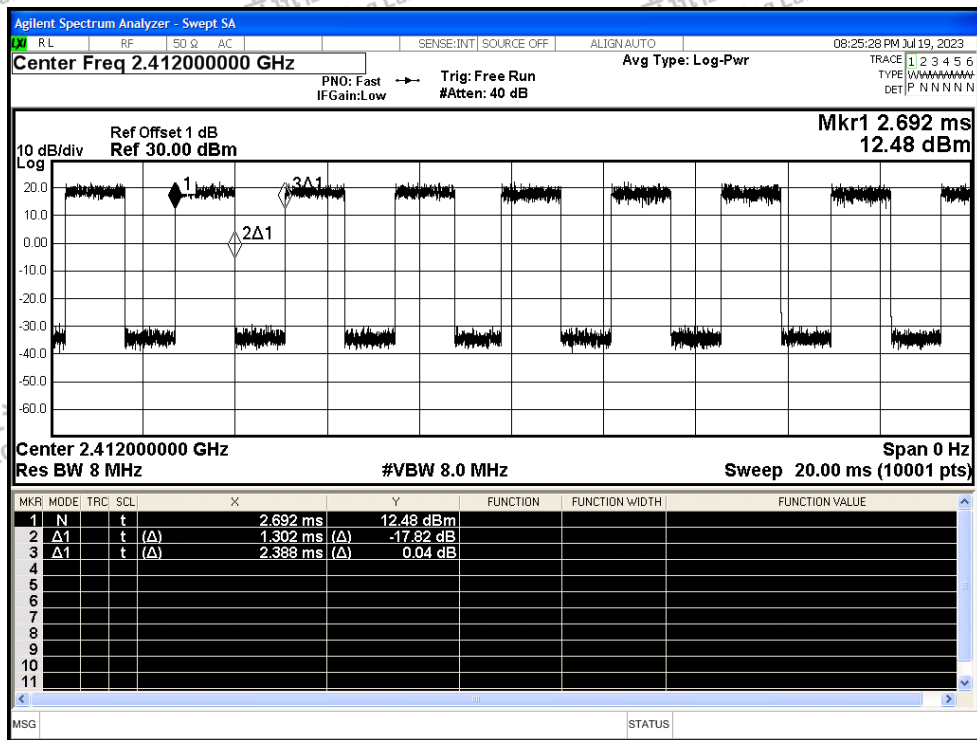 Agilent Spectrum Analyzer - Swept SA
LXI RL RF 50 Ω AC SENSE:INT SOURCE OFF ALIGN AUTO 08:25:28 PM Jul 19, 2023
Center Freq 2.412000000 GHz
PNO: Fast
IFGain:Low
Trig: Free Run
#Atten: 40 dB
Avg Type: Log-Pwr
TRACE 1 2 3 4 5 6
TYPE WWWWWW
DET P N N N N N
Mkr1 2.692 ms
12.48 dBm
Ref Offset 1 dB
10 dB/div Ref 30.00 dBm
Log
20.0
10.0
0.00
-10.0
-20.0
-30.0
-40.0
-50.0
-60.0
1
3Δ1
2Δ1
Center 2.412000000 GHz Span 0 Hz
Res BW 8 MHz #VBW 8.0 MHz Sweep 20.00 ms (10001 pts)
MKR MODE TRC SCL X Y FUNCTION FUNCTION WIDTH FUNCTION VALUE
1 N t 2.692 ms 12.48 dBm
2 Δ1 t (Δ) 1.302 ms (Δ) -17.82 dB
3 Δ1 t (Δ) 2.388 ms (Δ) 0.04 dB
4
5
6
7
8
9
10
11
MSG STATUS